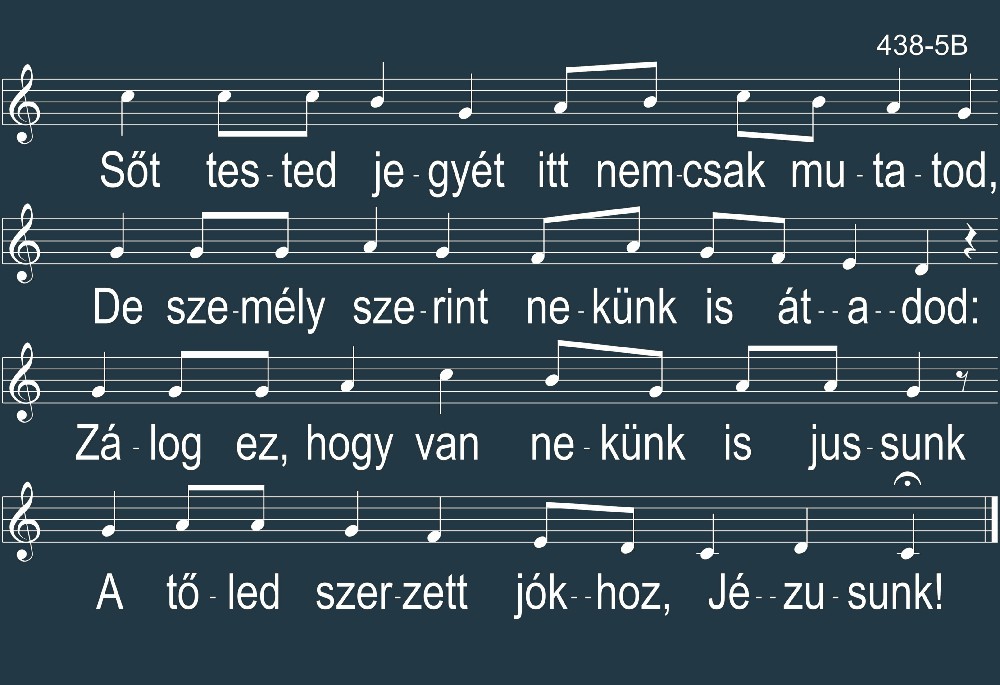 438-5B
Sőt tes-ted je-gyét itt nem-csak mu-ta-tod,
De sze-mély sze-rint ne-künk is át--a--dod:
Zá-log ez, hogy van ne-künk is jus-sunk
A tő-led szer-zett jók--hoz, Jé--zu-sunk!